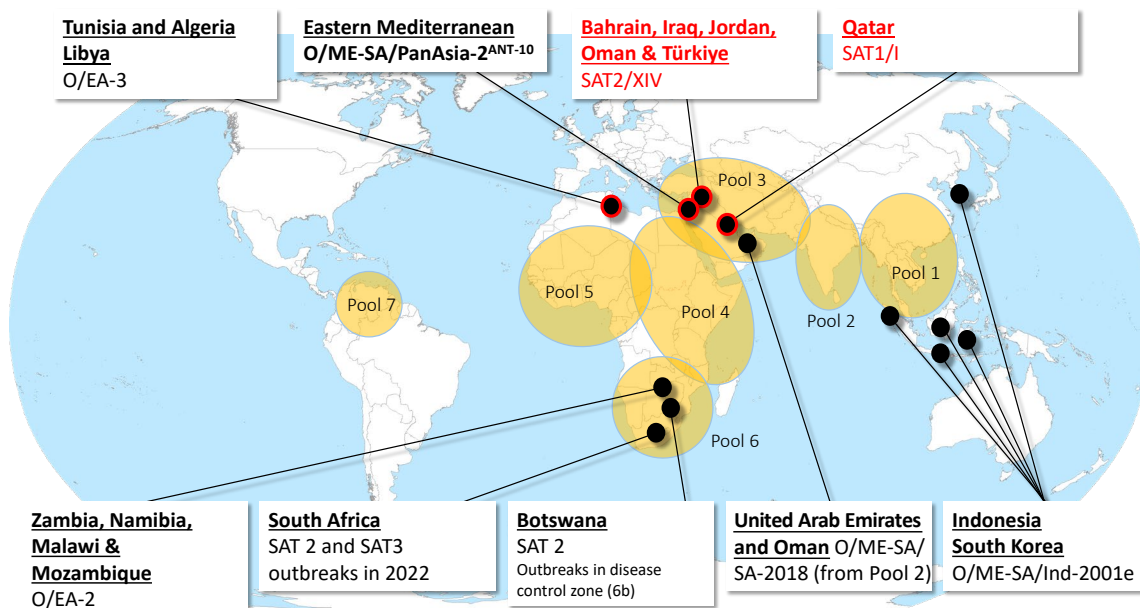 Tunisia and Algeria
Libya
O/EA-3
Eastern Mediterranean
O/ME-SA/PanAsia-2ANT-10
Bahrain, Iraq, Jordan,
Oman & Türkiye
SAT2/XIV
Qatar
SAT1/I
Pool 3
Pool 1
Pool 2
Pool 5
Pool 4
Pool 7
Pool 6
Zambia, Namibia,
Malawi &
Mozambique
O/EA-2
South Africa
SAT 2 and SAT3
outbreaks in 2022
Botswana
SAT 2
Outbreaks in disease
control zone (6b)
United Arab Emirates
and Oman O/ME-SA/
SA-2018 (from Pool 2)
Indonesia
South Korea
O/ME-SA/Ind-2001e